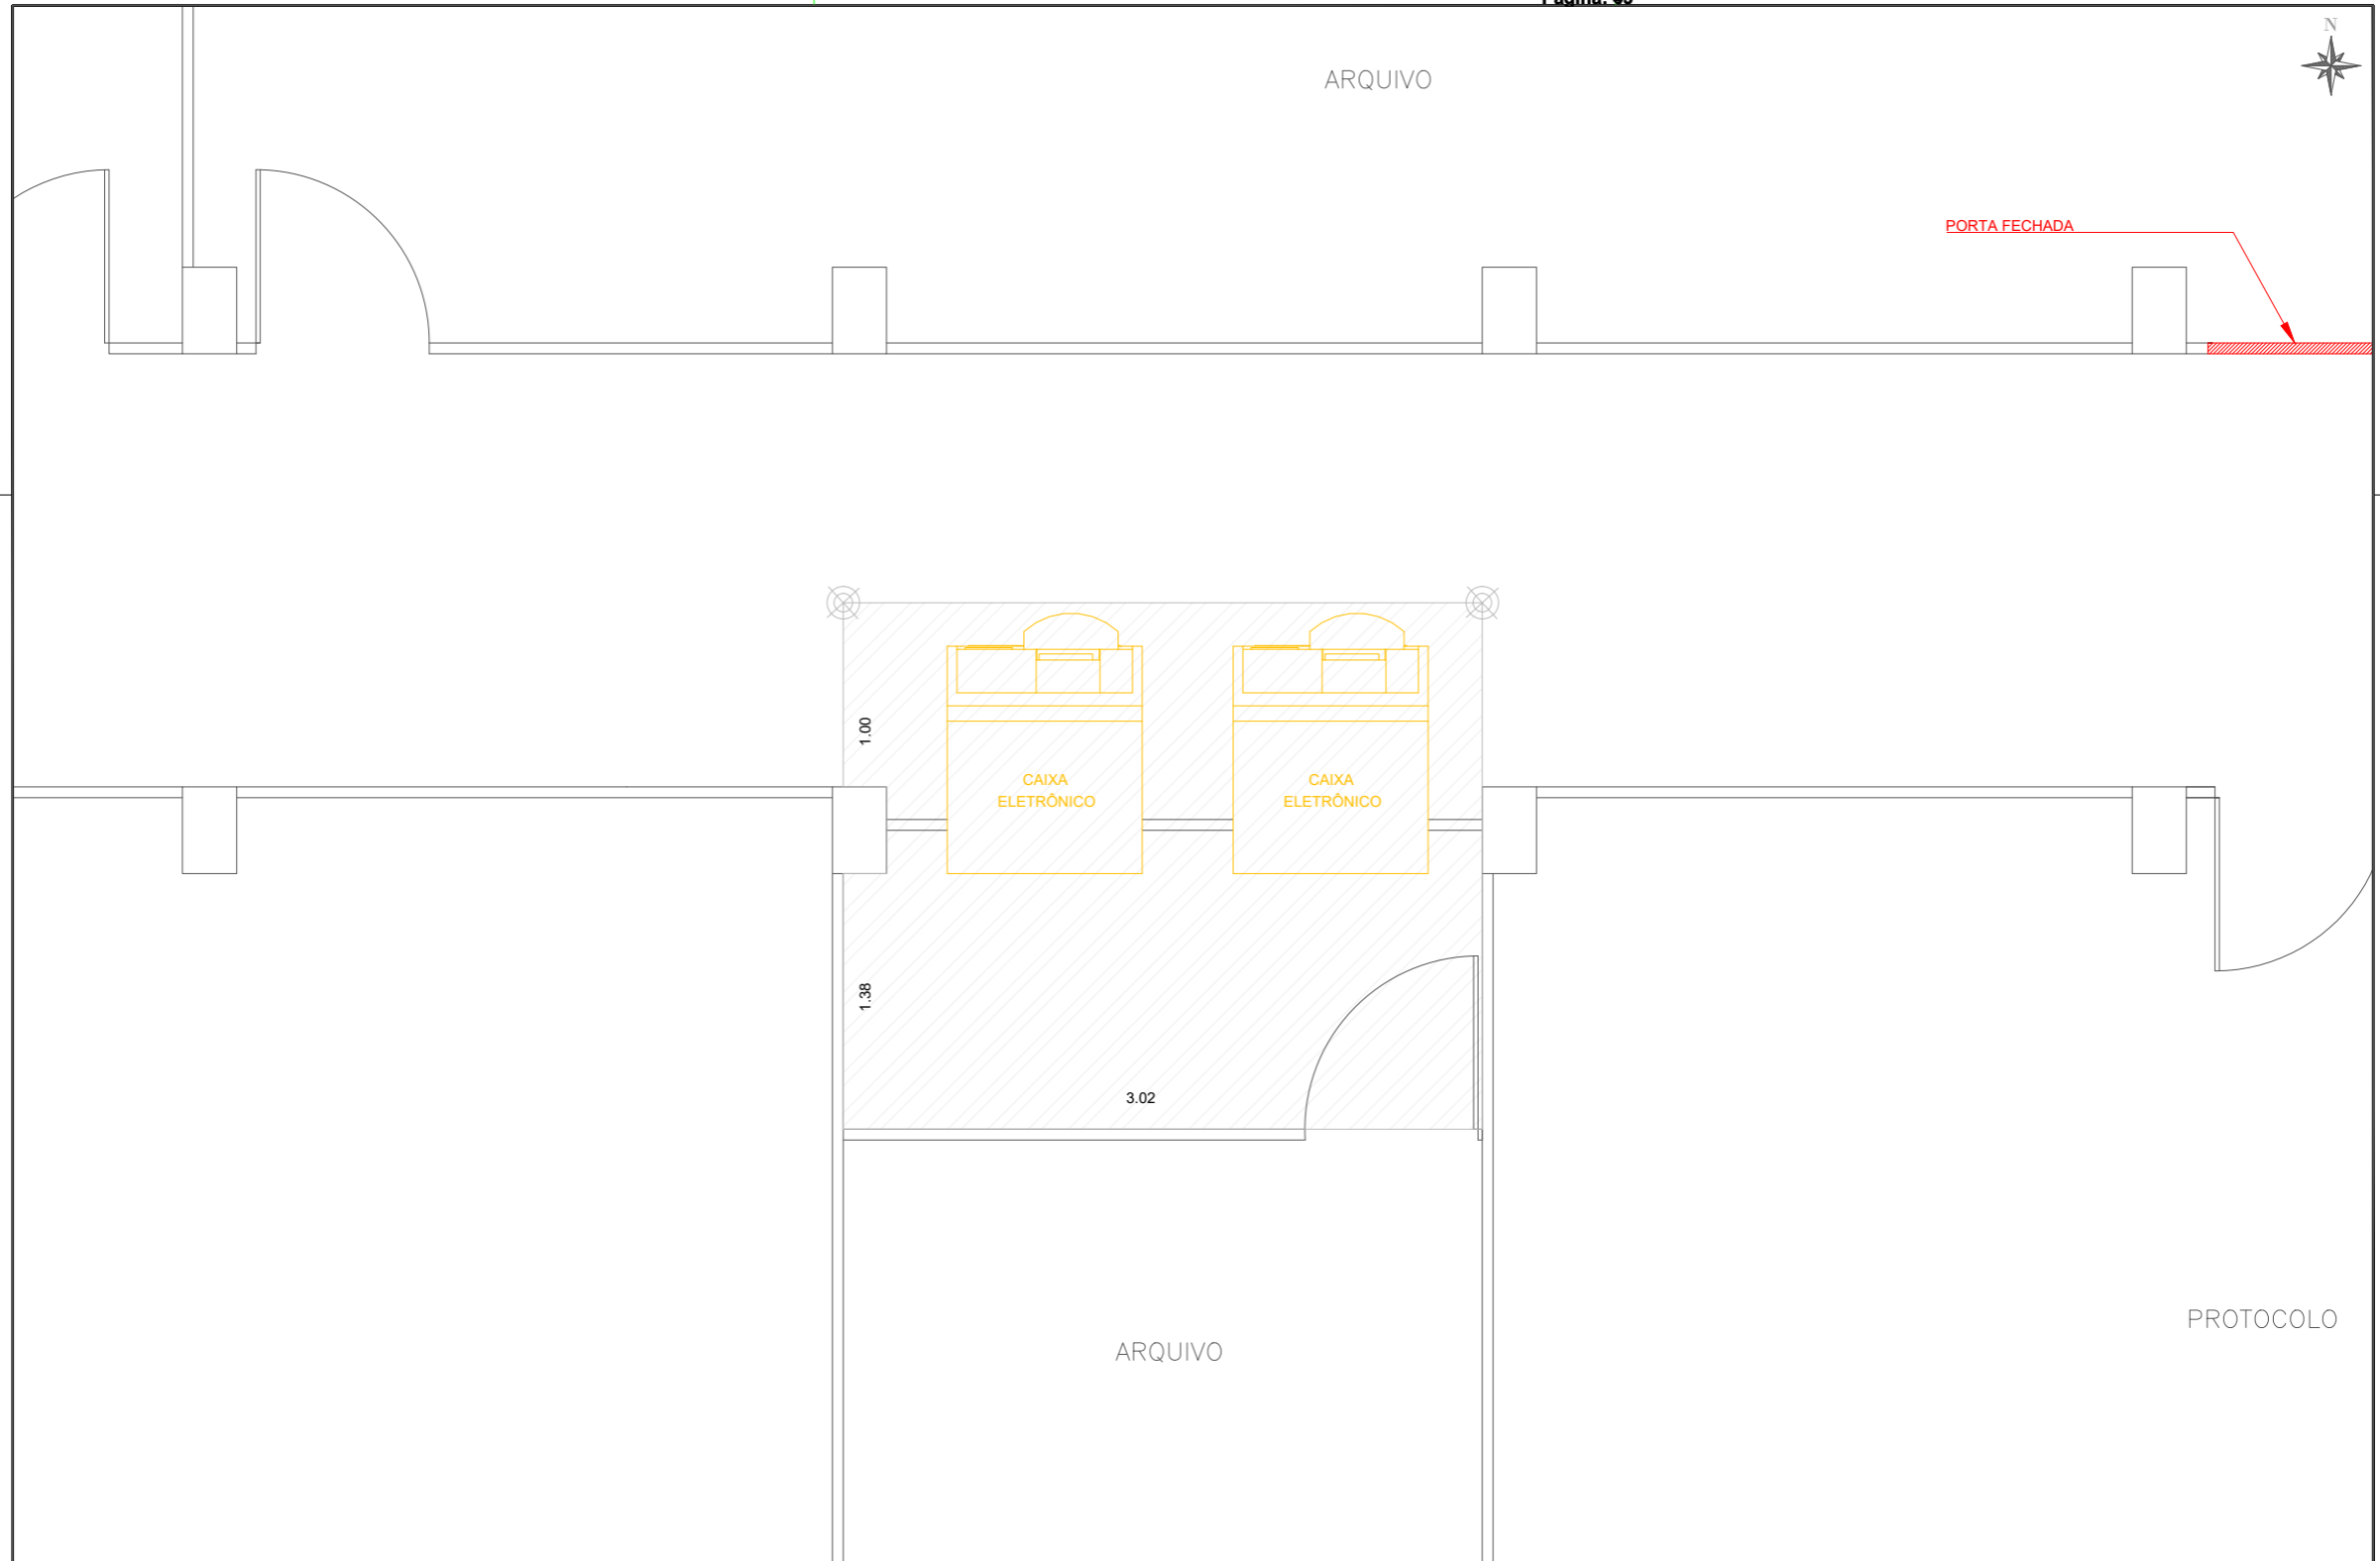 N
ARQUIVO
PORTA FECHADA
1.00
CAIXA
ELETRÔNICO
CAIXA
ELETRÔNICO
1.38
3.02
PROTOCOLO
ARQUIVO